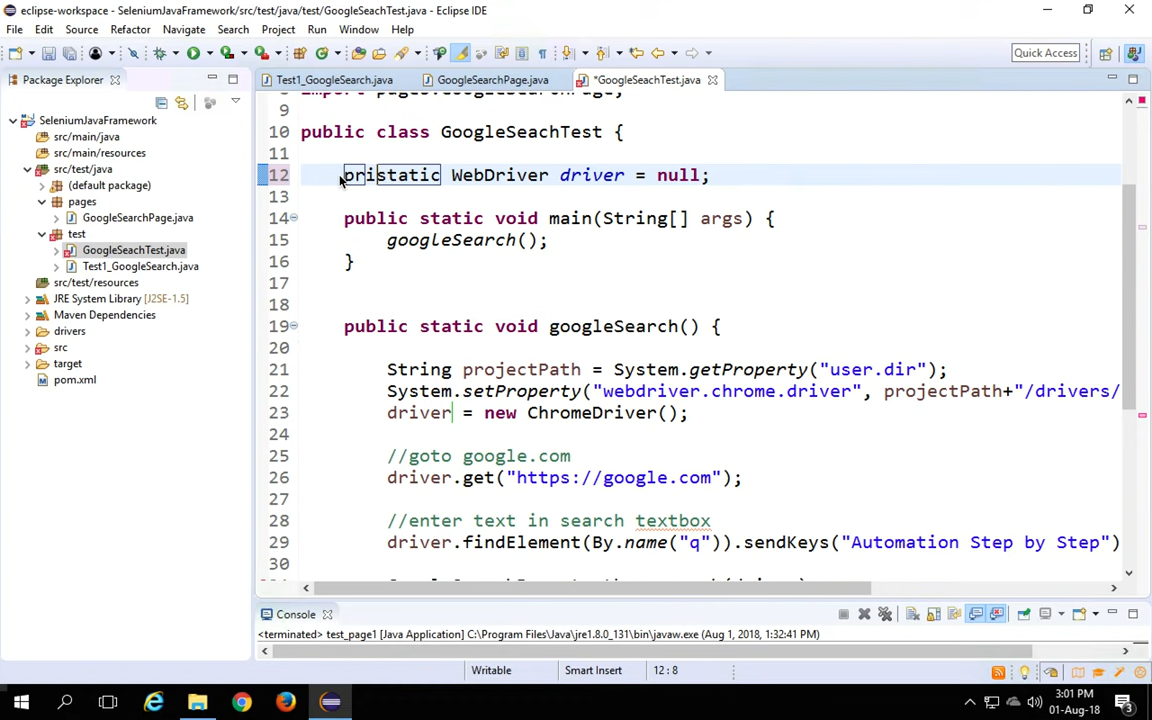 eclipse-workspace - SeleniumJavaFramework/src/test/java/test/GoogleSeachTest.java - Eclipse IDE
File Edit Source Refactor Navigate Search Project Run Window Help
Quick Access
Package Explorer
Test1_GoogleSearch.java
GoogleSearchPage.java
*GoogleSeachTest.java
SeleniumJavaFramework
src/main/java
src/main/resources
src/test/java
(default package)
pages
GoogleSearchPage.java
test
GoogleSeachTest.java
Test1_GoogleSearch.java
src/test/resources
JRE System Library [J2SE-1.5]
Maven Dependencies
drivers
src
target
pom.xml
9
10 public class GoogleSeachTest {
11
12 pristatic WebDriver driver = null;
13
14 public static void main(String[] args) {
15 googleSearch();
16 }
17
18
19 public static void googleSearch() {
20
21 String projectPath = System.getProperty("user.dir");
22 System.setProperty("webdriver.chrome.driver", projectPath+"/drivers/
23 driver = new ChromeDriver();
24
25 //goto google.com
26 driver.get("https://google.com");
27
28 //enter text in search textbox
29 driver.findElement(By.name("q")).sendKeys("Automation Step by Step")
30
Console
<terminated> test_page1 [Java Application] C:\Program Files\Java\jre1.8.0_131\bin\javaw.exe (Aug 1, 2018, 1:32:41 PM)
Writable Smart Insert 12 : 8
3:01 PM
01-Aug-18
3